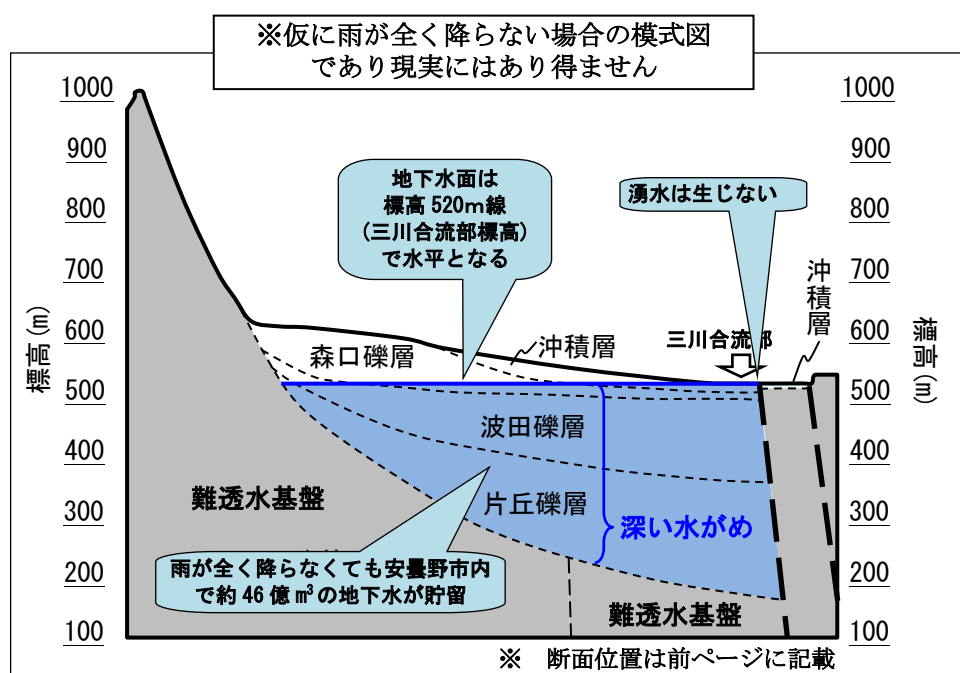 ※仮に雨が全く降らない場合の模式図
であり現実にはあり得ません
1000
900
800
700
600
500
400
300
200
100
標高(m)
地下水面は
標高520m線
(三川合流部標高)
で水平となる
湧水は生じない
沖積層
三川合流部
森口礫層
沖積層
波田礫層
片丘礫層
深い水がめ
難透水基盤
雨が全く降らなくても安曇野市内
で約46億m³の地下水が貯留
難透水基盤
1000
900
800
700
600
500
400
300
200
100
標高(m)
※ 断面位置は前ページに記載